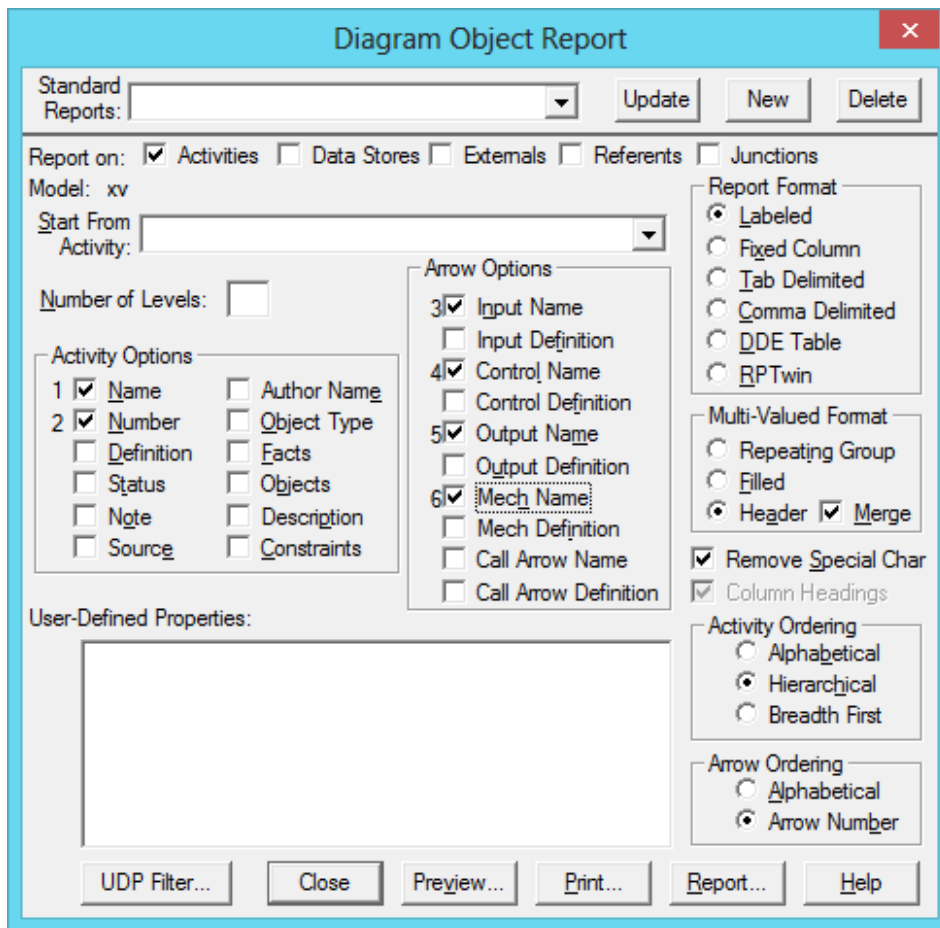 Diagram Object Report
Standard Reports: Update New Delete
Report on: Activities Data Stores Externals Referents Junctions
Model: xv
Start From Activity:
Number of Levels:
Activity Options
1 Name Author Name
2 Number Object Type
Definition Facts
Status Objects
Note Description
Source Constraints
Arrow Options
3 Input Name
Input Definition
4 Control Name
Control Definition
5 Output Name
Output Definition
6 Mech Name
Mech Definition
Call Arrow Name
Call Arrow Definition
Report Format
Labeled
Fixed Column
Tab Delimited
Comma Delimited
DDE Table
RPTwin
Multi-Valued Format
Repeating Group
Filled
Header Merge
Remove Special Char
Column Headings
Activity Ordering
Alphabetical
Hierarchical
Breadth First
Arrow Ordering
Alphabetical
Arrow Number
User-Defined Properties:
UDP Filter... Close Preview... Print... Report... Help